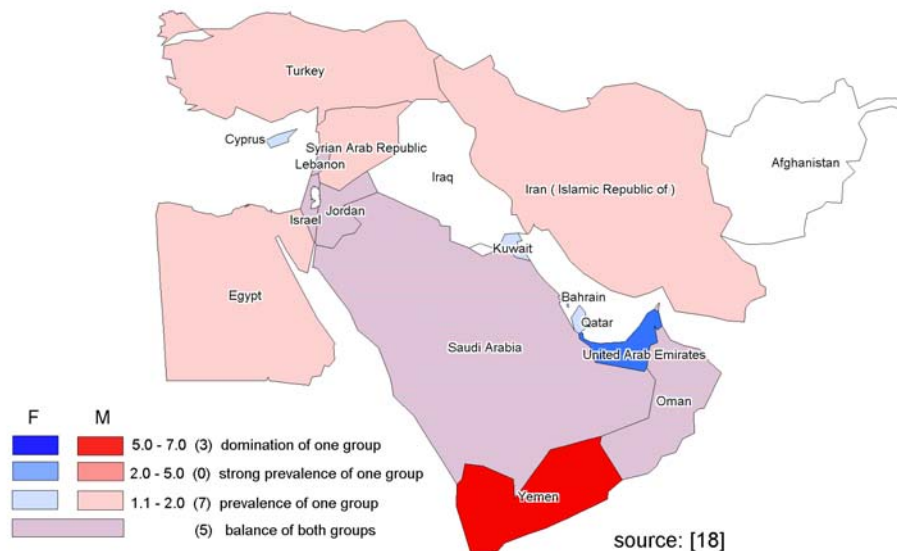 Turkey
Cyprus
Syrian Arab Republic
Lebanon
Iraq
Iran ( Islamic Republic of )
Afghanistan
Israel
Jordan
Kuwait
Egypt
Bahrain
Qatar
Saudi Arabia
United Arab Emirates
Oman
Yemen
F M
5.0 - 7.0 (3) domination of one group
2.0 - 5.0 (0) strong prevalence of one group
1.1 - 2.0 (7) prevalence of one group
(5) balance of both groups
source: [18]